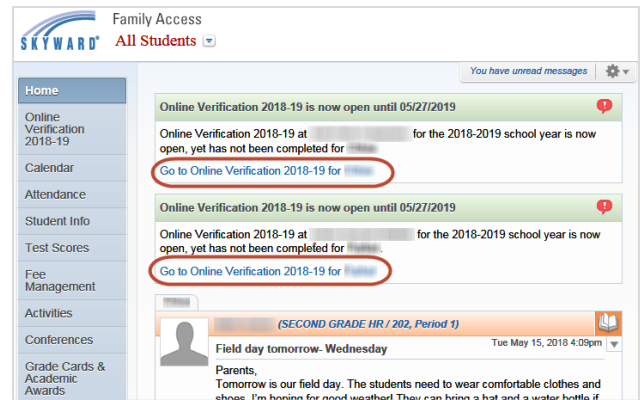 Family Access
SKYWARD®
All Students
You have unread messages
Home
Online
Verification
2018-19
Calendar
Attendance
Student Info
Test Scores
Fee
Management
Activities
Conferences
Grade Cards &
Academic
Awards
Online Verification 2018-19 is now open until 05/27/2019
Online Verification 2018-19 at for the 2018-2019 school year is now
open, yet has not been completed for
Go to Online Verification 2018-19 for
Online Verification 2018-19 is now open until 05/27/2019
Online Verification 2018-19 at for the 2018-2019 school year is now
open, yet has not been completed for .
Go to Online Verification 2018-19 for
(SECOND GRADE HR / 202, Period 1)
Field day tomorrow- Wednesday
Tue May 15, 2018 4:09pm
Parents,
Tomorrow is our field day. The students need to wear comfortable clothes and
shoes. I'm hoping for good weather! They can bring a hat and a water bottle if